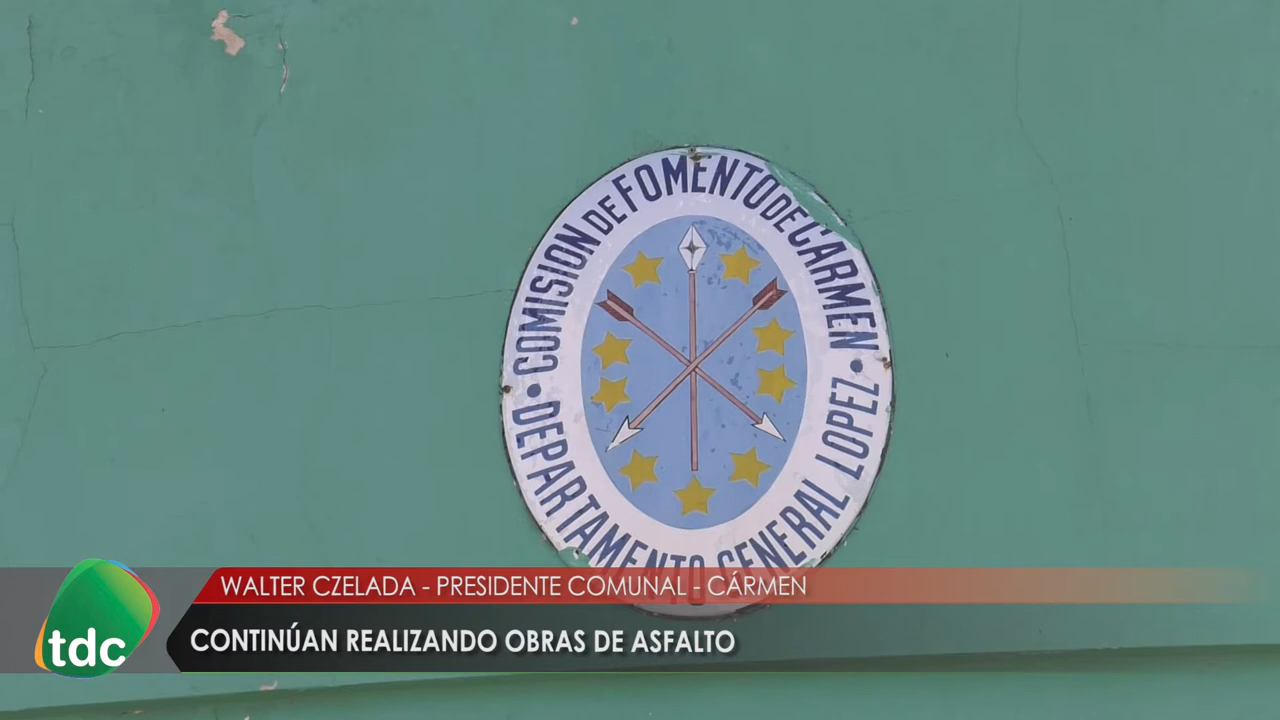 COMISION DE FOMENTO DE CARMEN
• DEPARTAMENTO GENERAL LOPEZ •
WALTER CZELADA - PRESIDENTE COMUNAL - CÁRMEN
CONTINÚAN REALIZANDO OBRAS DE ASFALTO
tdc